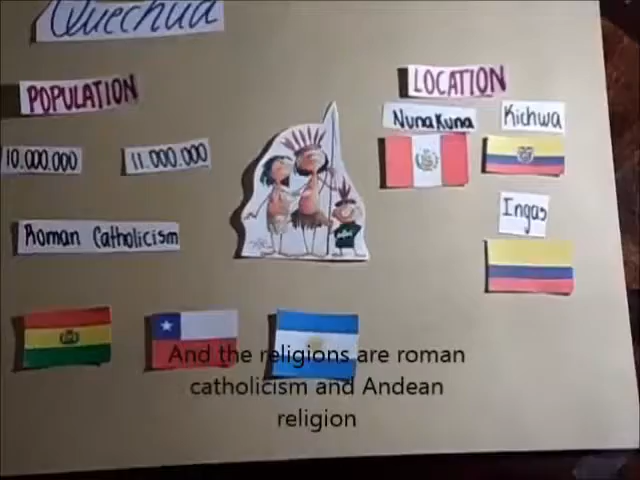 Quechua
POPULATION
LOCATION
NunaKuna
Kichwa
10.000.000
11.000.000
Ingas
Roman Catholicism
And the religions are roman
catholicism and Andean
religion